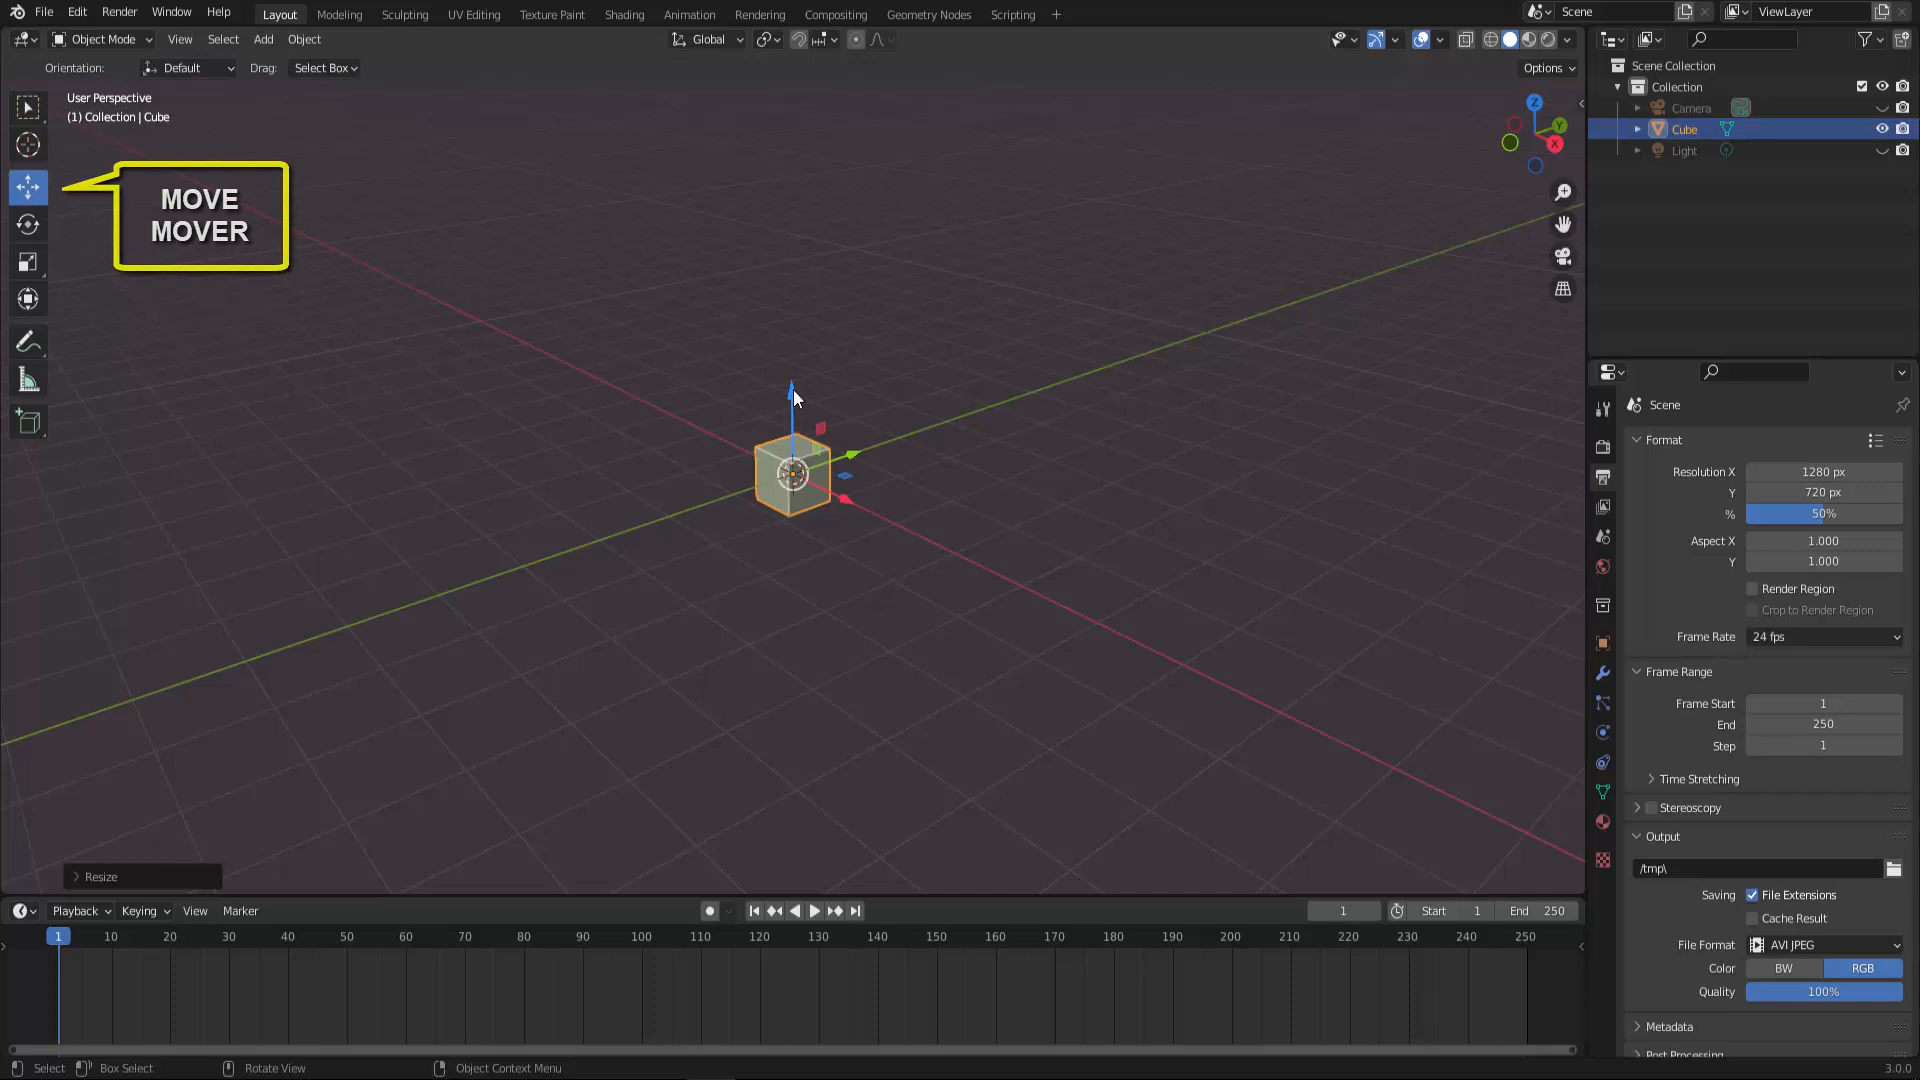 File Edit Render Window Help
Layout Modeling Sculpting UV Editing Texture Paint Shading Animation Rendering Compositing Geometry Nodes Scripting +
Scene
ViewLayer
Object Mode View Select Add Object
Global
Orientation: Default Drag: Select Box
Options
User Perspective
(1) Collection | Cube
MOVE
MOVER
Z
Y
X
Scene Collection
Collection
Camera
Cube
Light
Scene
Format
Resolution X 1280 px
Y 720 px
% 50%
Aspect X 1.000
Y 1.000
Render Region
Crop to Render Region
Frame Rate 24 fps
Frame Range
Frame Start 1
End 250
Step 1
Time Stretching
Stereoscopy
Output
/tmp\
Saving File Extensions
Cache Result
File Format AVI JPEG
Color BW RGB
Quality 100%
Metadata
Post Processing
Resize
Playback Keying View Marker
1 Start 1 End 250
1 10 20 30 40 50 60 70 80 90 100 110 120 130 140 150 160 170 180 190 200 210 220 230 240 250
Select Box Select Rotate View Object Context Menu
3.0.0